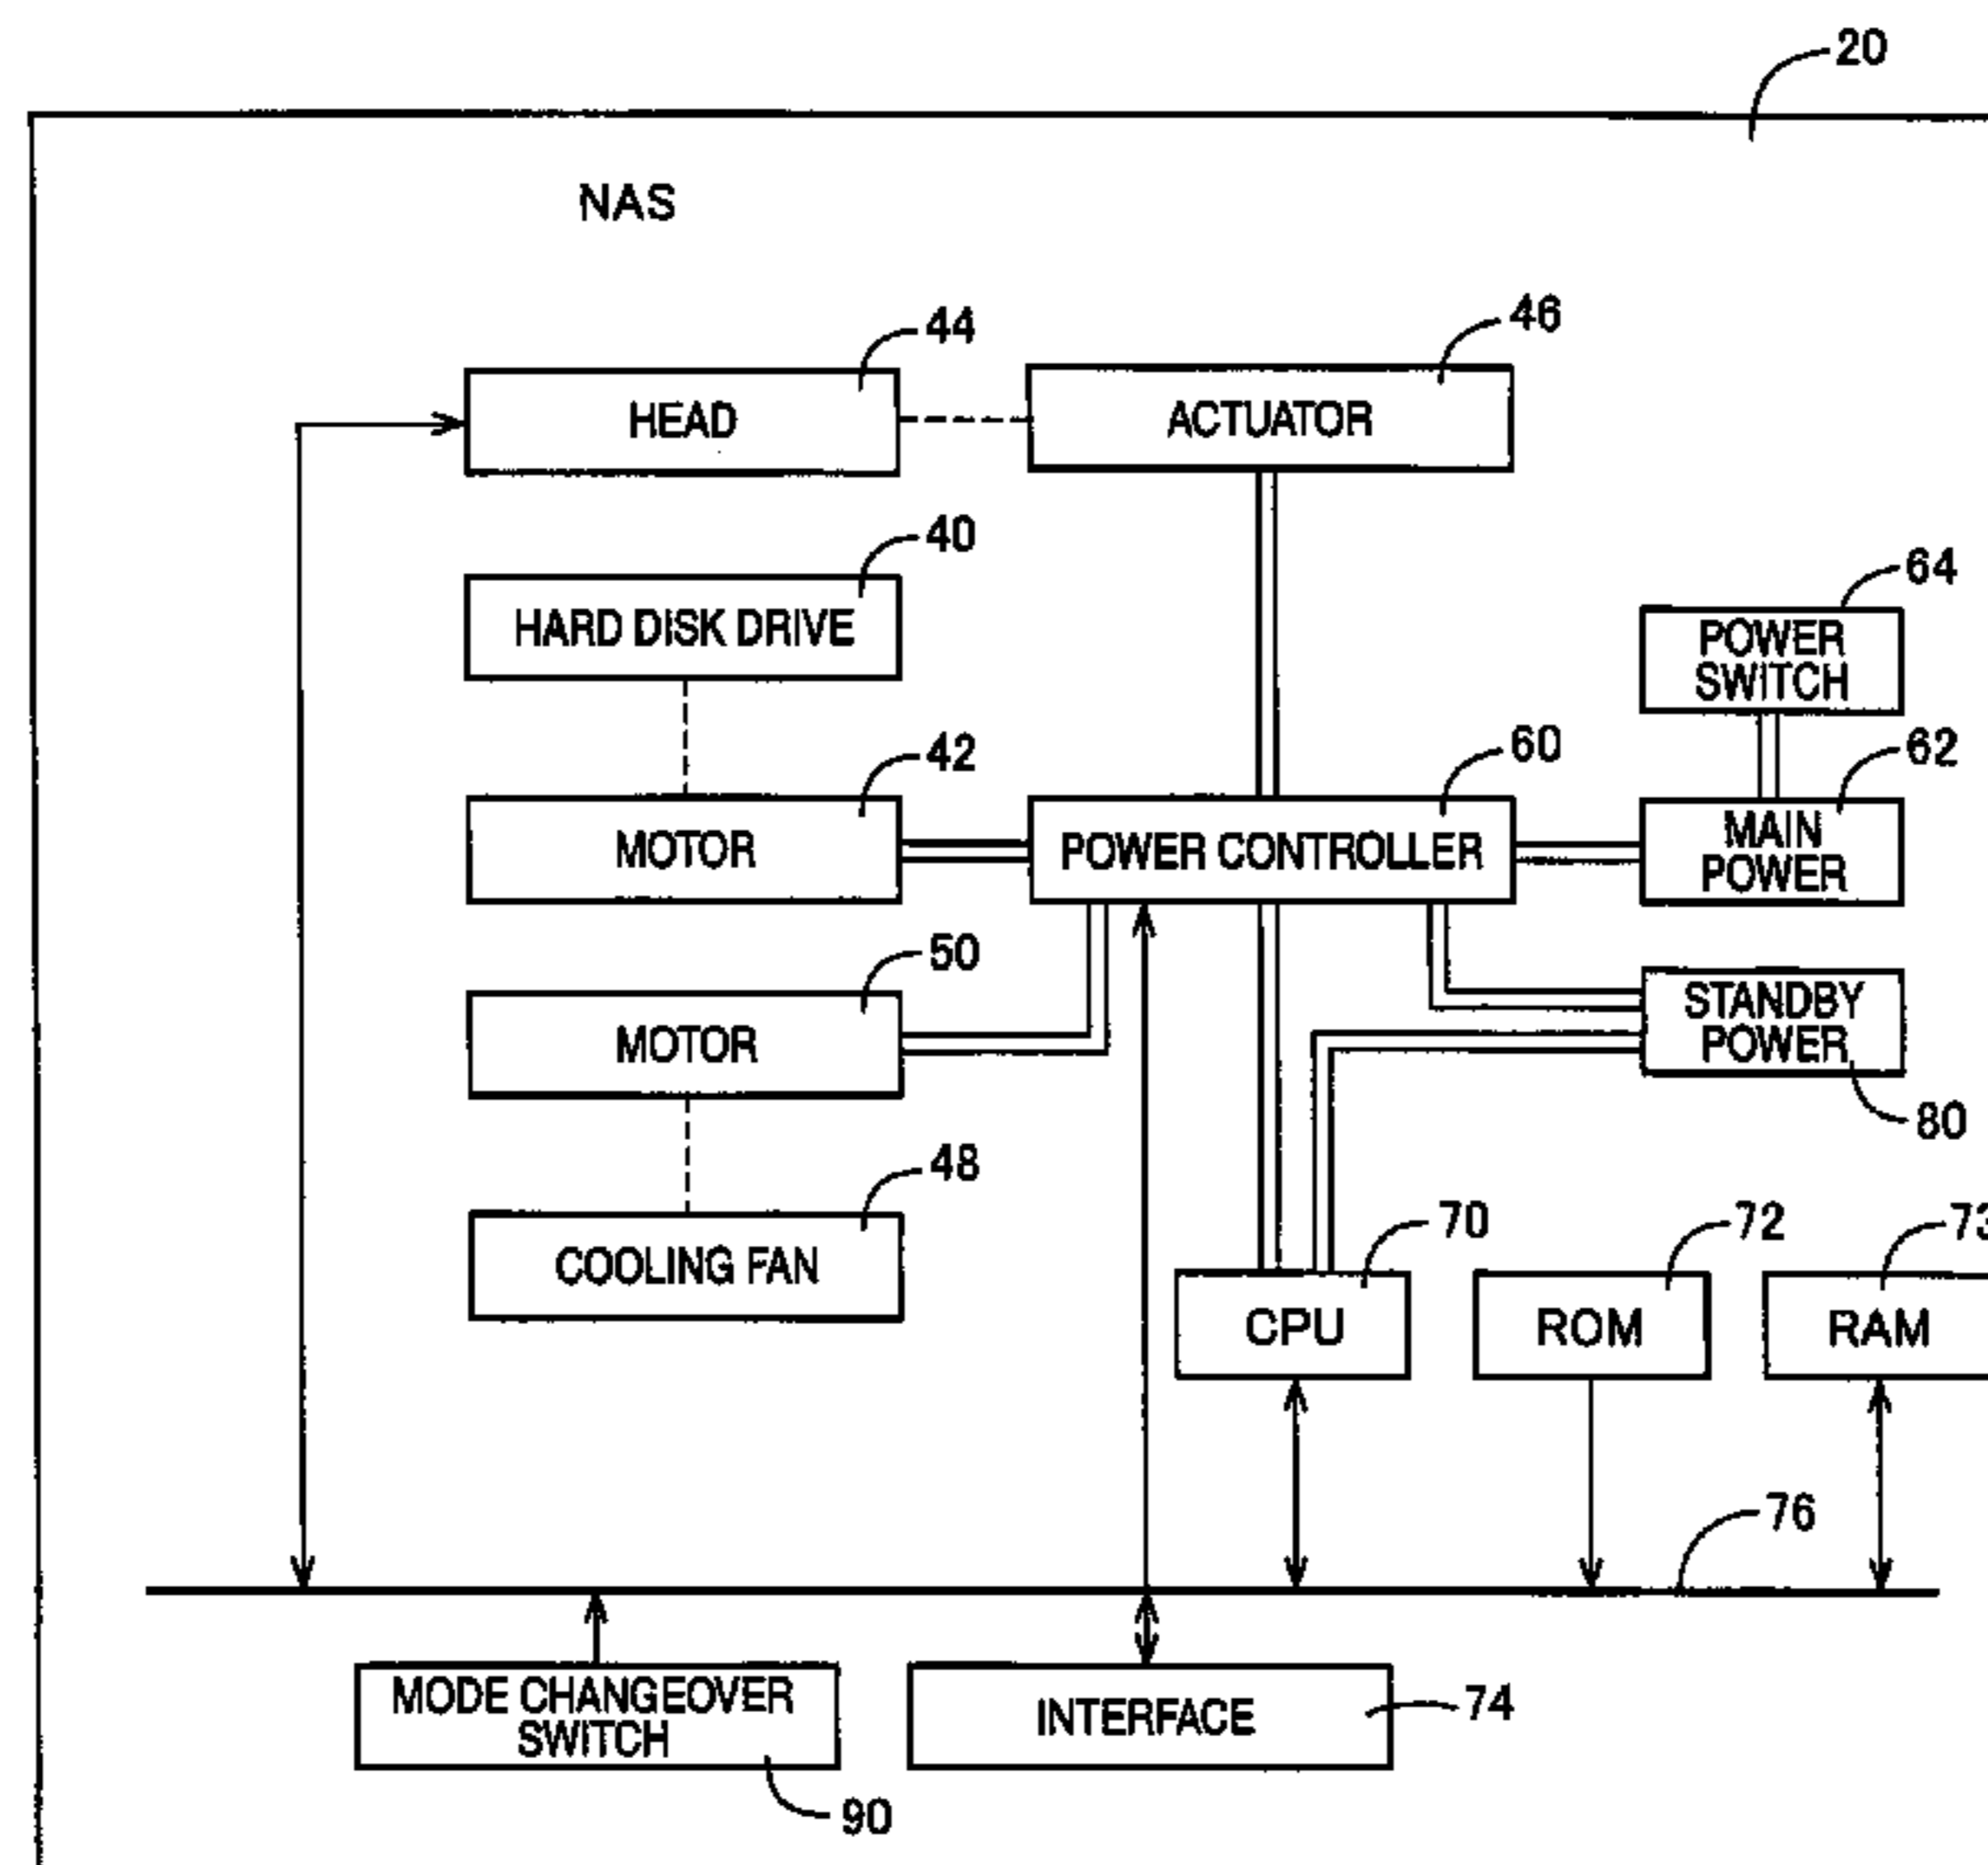 20
NAS
44
46
HEAD
ACTUATOR
40
64
HARD DISK DRIVE
POWER
SWITCH
42
60
62
MOTOR
POWER CONTROLLER
MAIN
POWER
50
STANDBY
POWER
MOTOR
80
48
70
72
73
COOLING FAN
CPU
ROM
RAM
76
MODE CHANGEOVER
SWITCH
INTERFACE
74
90